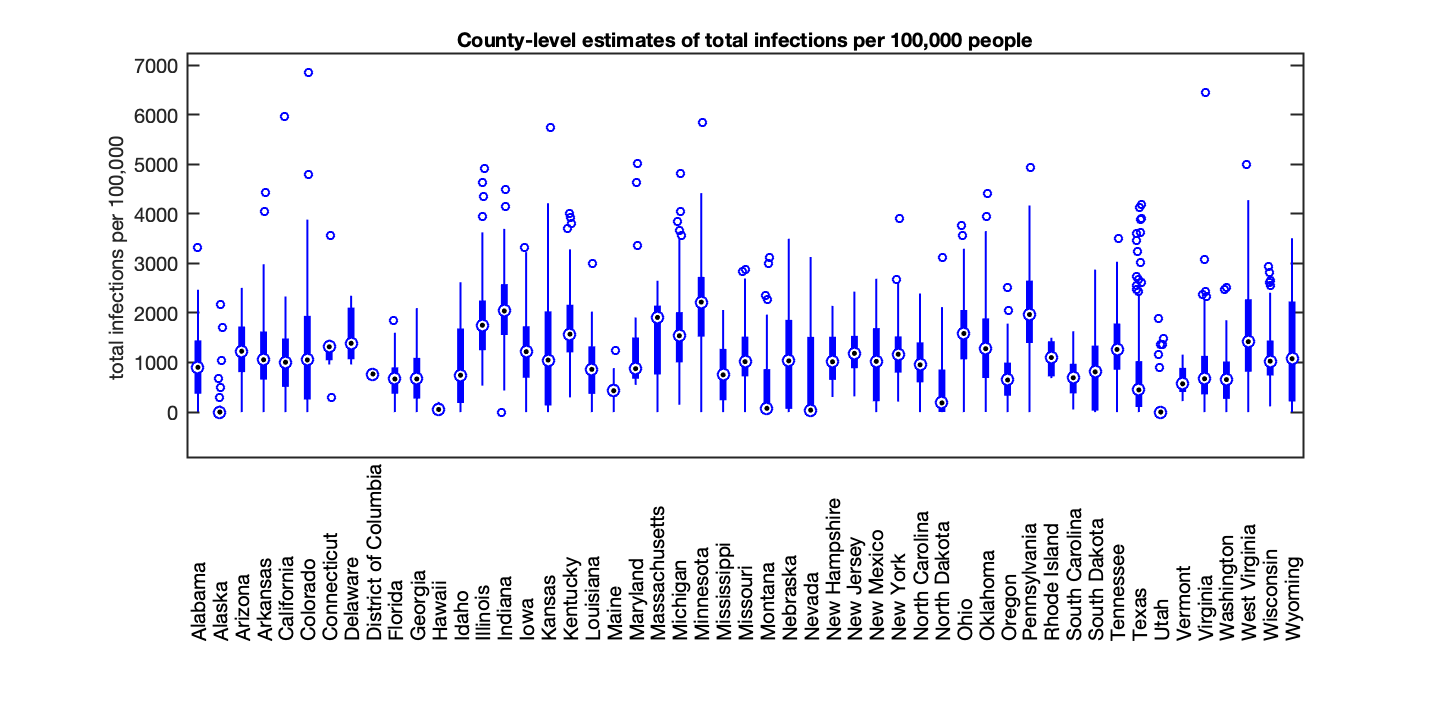 County-level estimates of total infections per 100,000 people
total infections per 100,000
7000
6000
5000
4000
3000
2000
1000
0
Alabama
Alaska
Arizona
Arkansas
California
Colorado
Connecticut
Delaware
District of Columbia
Florida
Georgia
Hawaii
Idaho
Illinois
Indiana
Iowa
Kansas
Kentucky
Louisiana
Maine
Maryland
Massachusetts
Michigan
Minnesota
Mississippi
Missouri
Montana
Nebraska
Nevada
New Hampshire
New Jersey
New Mexico
New York
North Carolina
North Dakota
Ohio
Oklahoma
Oregon
Pennsylvania
Rhode Island
South Carolina
South Dakota
Tennessee
Texas
Utah
Vermont
Virginia
Washington
West Virginia
Wisconsin
Wyoming